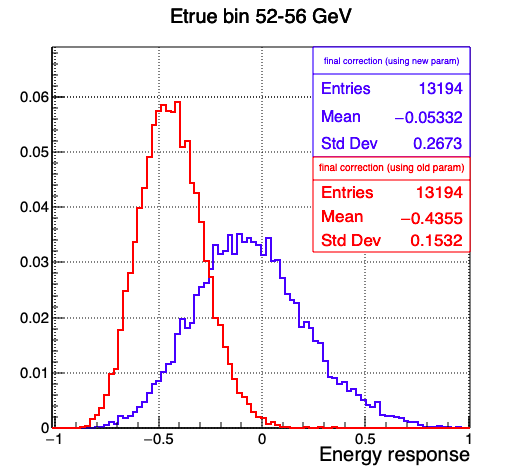 Etrue bin 52-56 GeV
final correction (using new param)
Entries 13194
Mean −0.05332
Std Dev 0.2673
final correction (using old param)
Entries 13194
Mean −0.4355
Std Dev 0.1532
0.06
0.05
0.04
0.03
0.02
0.01
0
−1 −0.5 0 0.5 1
Energy response